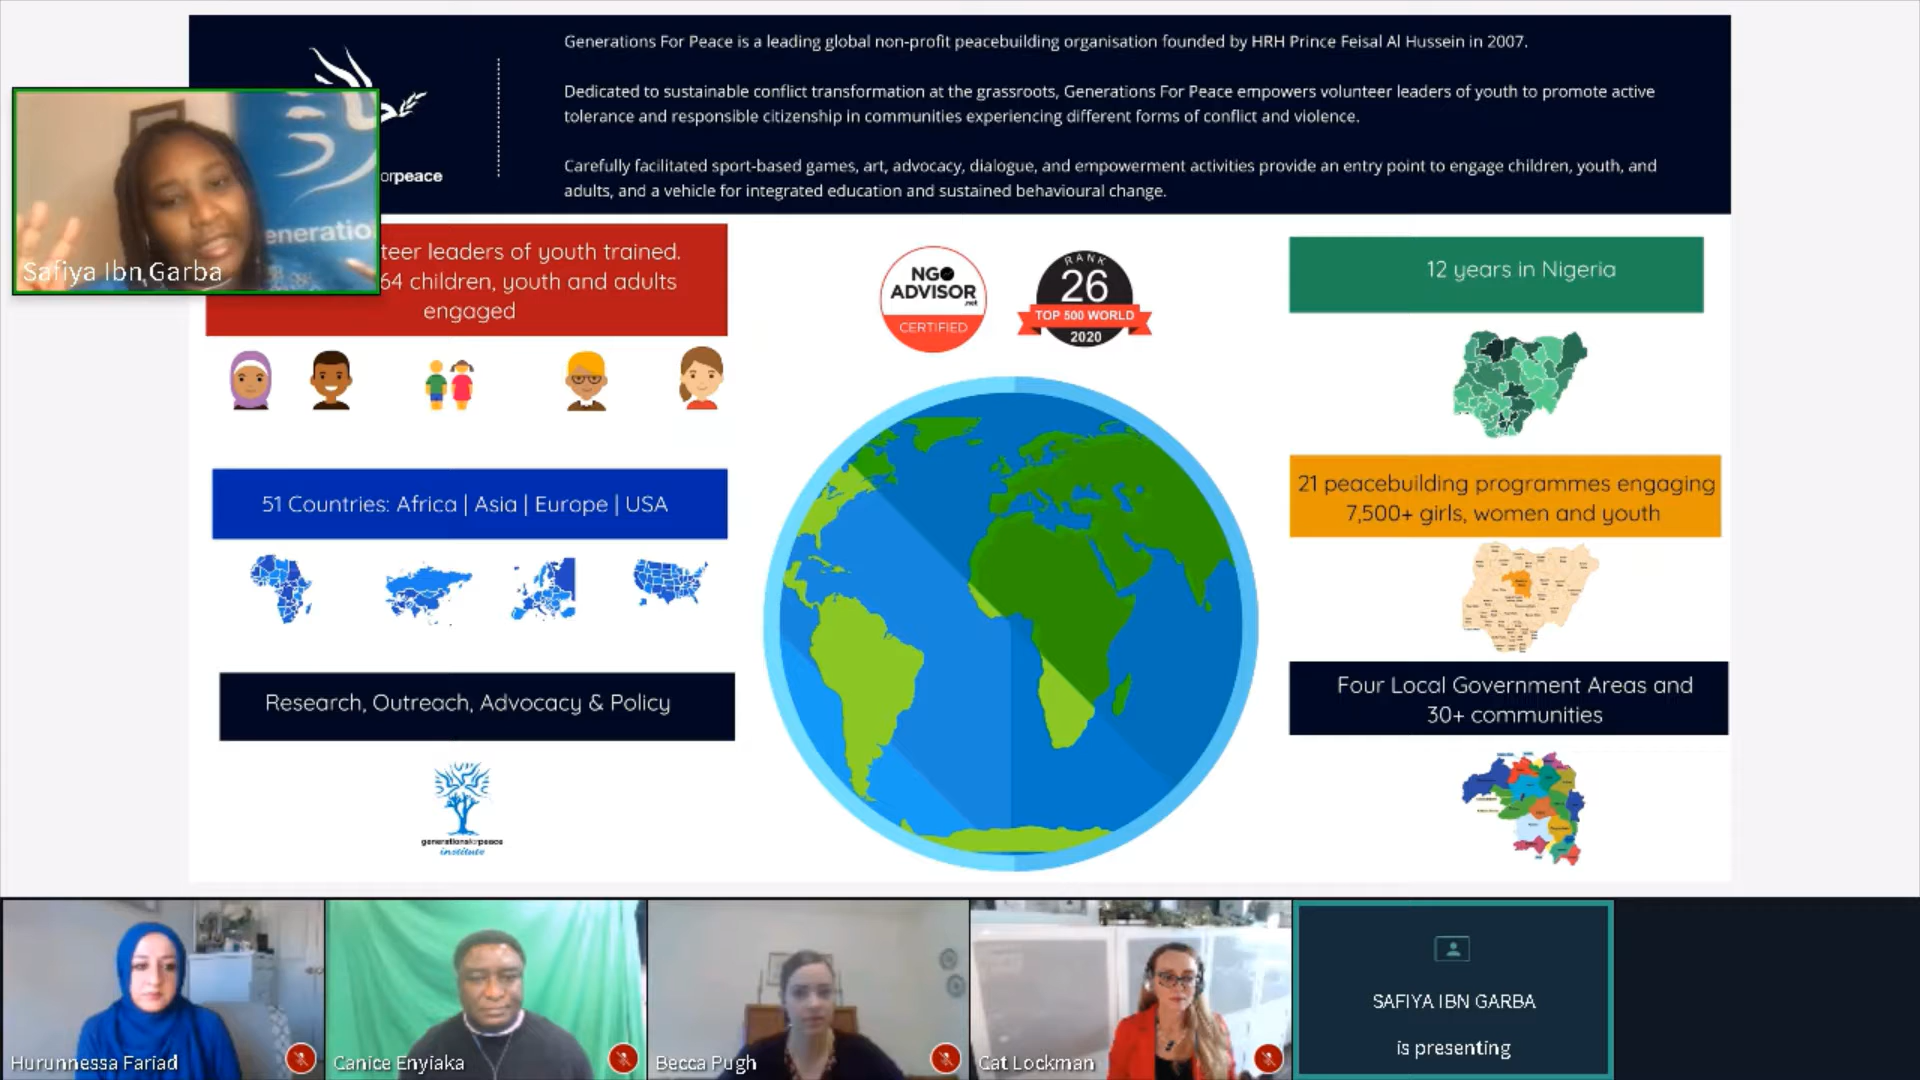 Generations For Peace is a leading global non-profit peacebuilding organisation founded by HRH Prince Feisal Al Hussein in 2007.
Dedicated to sustainable conflict transformation at the grassroots, Generations For Peace empowers volunteer leaders of youth to promote active
tolerance and responsible citizenship in communities experiencing different forms of conflict and violence.
Carefully facilitated sport-based games, art, advocacy, dialogue, and empowerment activities provide an entry point to engage children, youth, and
adults, and a vehicle for integrated education and sustained behavioural change.
orpeace
eneratio
Safiya Ibn Garba
teer leaders of youth trained.
64 children, youth and adults
engaged
NGO
ADVISOR
.net
CERTIFIED
RANK
26
TOP 500 WORLD
2020
12 years in Nigeria
51 Countries: Africa | Asia | Europe | USA
21 peacebuilding programmes engaging
7,500+ girls, women and youth
Research, Outreach, Advocacy & Policy
generationsforpeace
institute
Four Local Government Areas and
30+ communities
Hurunnessa Fariad
Canice Enyiaka
Becca Pugh
Cat Lockman
SAFIYA IBN GARBA
is presenting